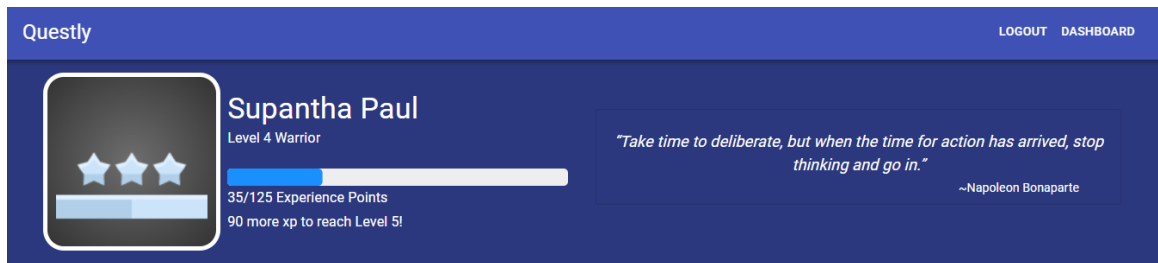 Questly
LOGOUT DASHBOARD
Supantha Paul
Level 4 Warrior
35/125 Experience Points
90 more xp to reach Level 5!
“Take time to deliberate, but when the time for action has arrived, stop
thinking and go in.”
~Napoleon Bonaparte